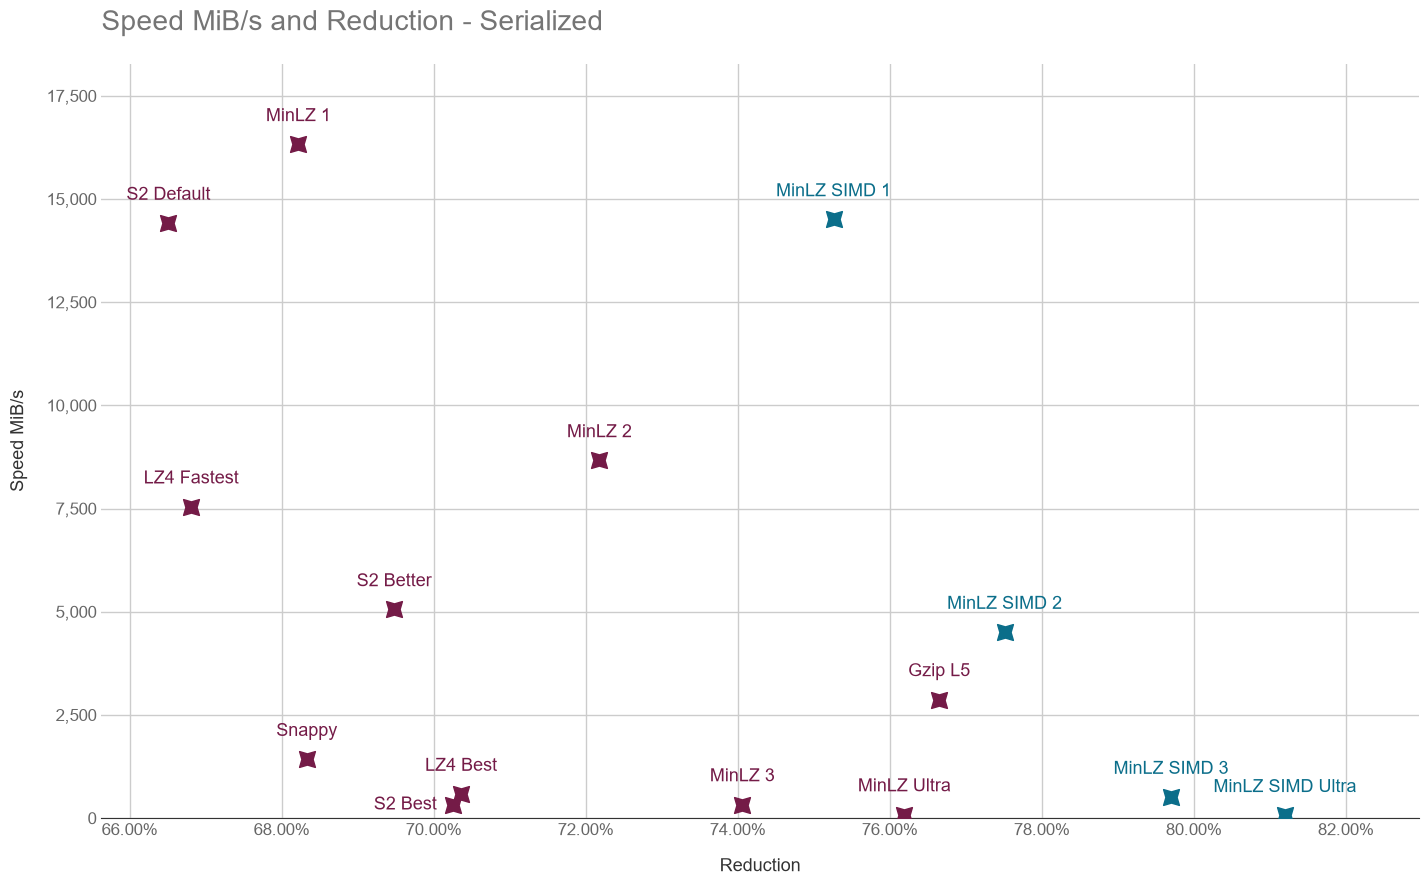 Speed MiB/s and Reduction - Serialized
17,500
MinLZ 1
S2 Default
MinLZ SIMD 1
15,000
12,500
10,000
Speed MiB/s
MinLZ 2
LZ4 Fastest
7,500
S2 Better
5,000
MinLZ SIMD 2
Gzip L5
2,500
Snappy
LZ4 Best
S2 Best
MinLZ 3
MinLZ Ultra
MinLZ SIMD 3
MinLZ SIMD Ultra
0
66.00% 68.00% 70.00% 72.00% 74.00% 76.00% 78.00% 80.00% 82.00%
Reduction